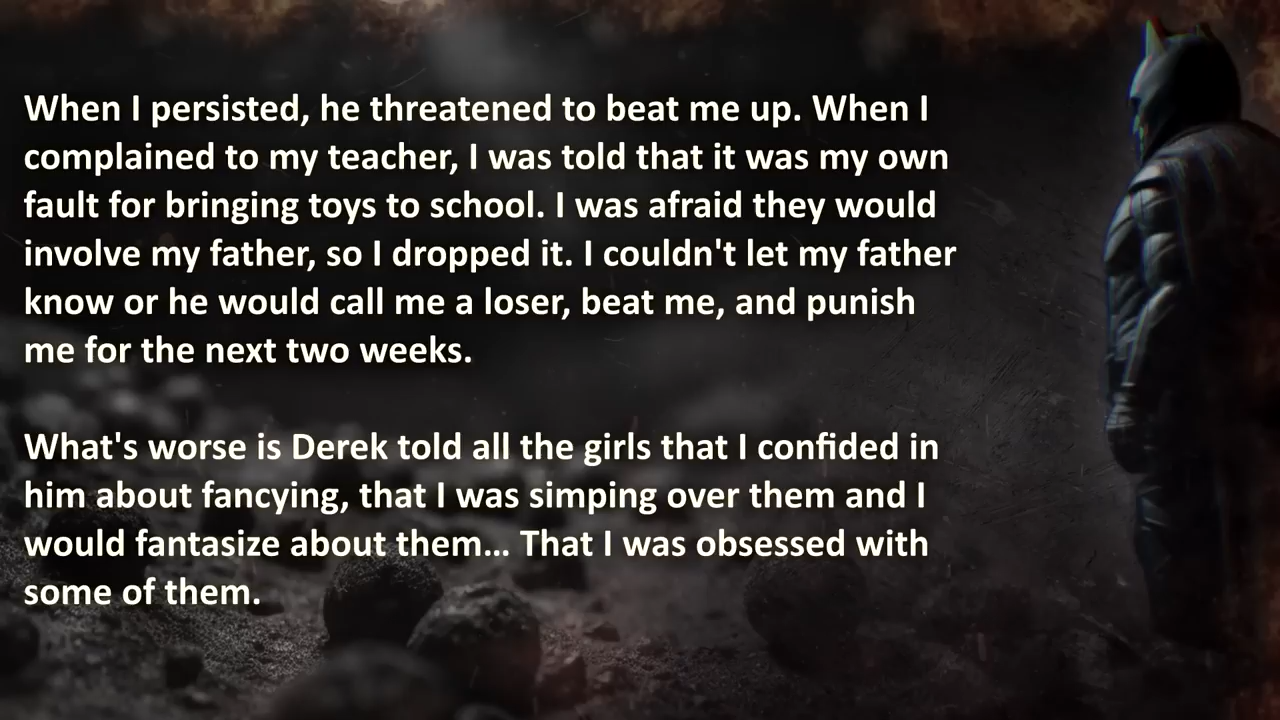 When I persisted, he threatened to beat me up. When I
complained to my teacher, I was told that it was my own
fault for bringing toys to school. I was afraid they would
involve my father, so I dropped it. I couldn't let my father
know or he would call me a loser, beat me, and punish
me for the next two weeks.
What's worse is Derek told all the girls that I confided in
him about fancying, that I was simping over them and I
would fantasize about them... That I was obsessed with
some of them.